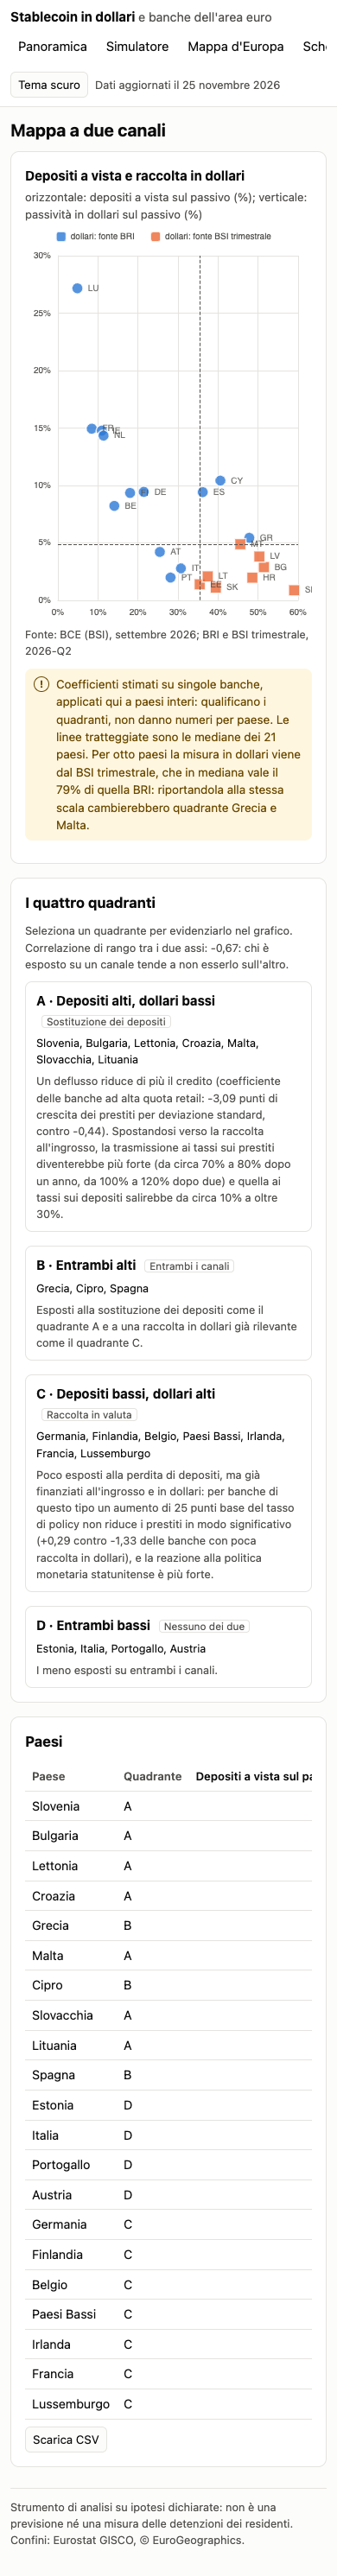 Stablecoin in dollari e banche dell'area euro
Panoramica Simulatore Mappa d'Europa
Tema scuro Dati aggiornati il 25 novembre 2026
Mappa a due canali
Depositi a vista e raccolta in dollari
orizzontale: depositi a vista sul passivo (%); verticale:
passività in dollari sul passivo (%)
dollari: fonte BRI dollari: fonte BSI trimestrale
30%
LU
25%
20%
15%
FR
NL
10%
CY
DE
ES
BE
5%
GR
MT
AT
LV
IT
BG
PT
LT
HR
EE
SK
0%
0% 10% 20% 30% 40% 50% 60%
Fonte: BCE (BSI), settembre 2026; BRI e BSI trimestrale,
2026-Q2
Coefficienti stimati su singole banche,
applicati qui a paesi interi: qualificano i
quadranti, non danno numeri per paese. Le
linee tratteggiate sono le mediane dei 21
paesi. Per otto paesi la misura in dollari viene
dal BSI trimestrale, che in mediana vale il
79% di quella BRI: riportandola alla stessa
scala cambierebbero quadrante Grecia e
Malta.
I quattro quadranti
Seleziona un quadrante per evidenziarlo nel grafico.
Correlazione di rango tra i due assi: -0,67: chi è
esposto su un canale tende a non esserlo sull'altro.
A · Depositi alti, dollari bassi
Sostituzione dei depositi
Slovenia, Bulgaria, Lettonia, Croazia, Malta,
Slovacchia, Lituania
Un deflusso riduce di più il credito (coefficiente
delle banche ad alta quota retail: -3,09 punti di
crescita dei prestiti per deviazione standard,
contro -0,44). Spostandosi verso la raccolta
all'ingrosso, la trasmissione ai tassi sui prestiti
diventerebbe più forte (da circa 70% a 80% dopo
un anno, da 100% a 120% dopo due) e quella ai
tassi sui depositi salirebbe da circa 10% a oltre
30%.
B · Entrambi alti Entrambi i canali
Grecia, Cipro, Spagna
Esposti alla sostituzione dei depositi come il
quadrante A e a una raccolta in dollari già rilevante
come il quadrante C.
C · Depositi bassi, dollari alti
Raccolta in valuta
Germania, Finlandia, Belgio, Paesi Bassi, Irlanda,
Francia, Lussemburgo
Poco esposti alla perdita di depositi, ma già
finanziati all'ingrosso e in dollari: per banche di
questo tipo un aumento di 25 punti base del tasso
di policy non riduce i prestiti in modo significativo
(+0,29 contro -1,33 delle banche con poca
raccolta in dollari), e la reazione alla politica
monetaria statunitense è più forte.
D · Entrambi bassi Nessuno dei due
Estonia, Italia, Portogallo, Austria
I meno esposti su entrambi i canali.
Paesi
Paese Quadrante Depositi a vista sul
Slovenia A
Bulgaria A
Lettonia A
Croazia A
Grecia B
Malta A
Cipro B
Slovacchia A
Lituania A
Spagna B
Estonia D
Italia D
Portogallo D
Austria D
Germania C
Finlandia C
Belgio C
Paesi Bassi C
Irlanda C
Francia C
Lussemburgo C
Scarica CSV
Strumento di analisi su ipotesi dichiarate: non è una
previsione né una misura delle detenzioni dei residenti.
Confini: Eurostat GISCO, © EuroGeographics.